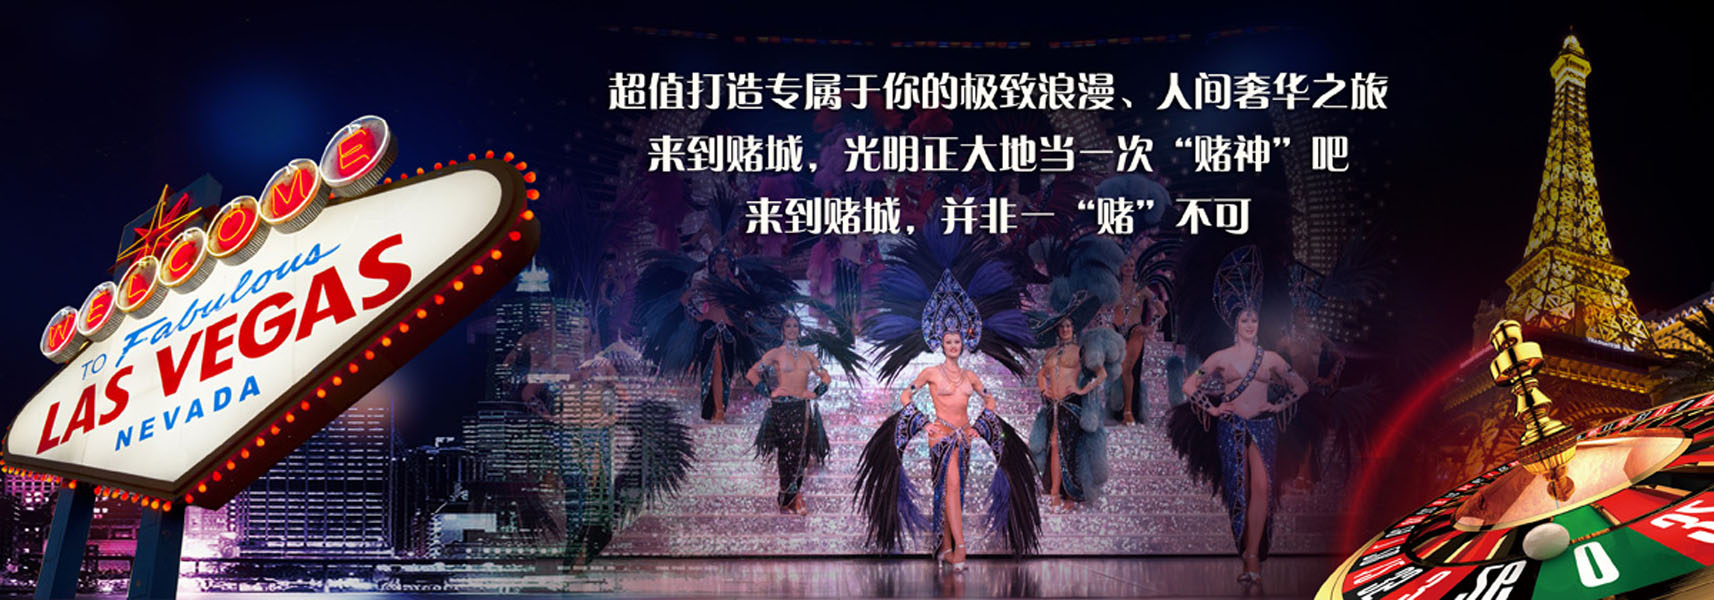 超值打造专属于你的极致浪漫、人间奢华之旅
来到赌城，光明正大地当一次“赌神”吧
来到赌城，并非一“赌”不可
WELCOME
TO Fabulous
LAS VEGAS
NEVADA
0
3